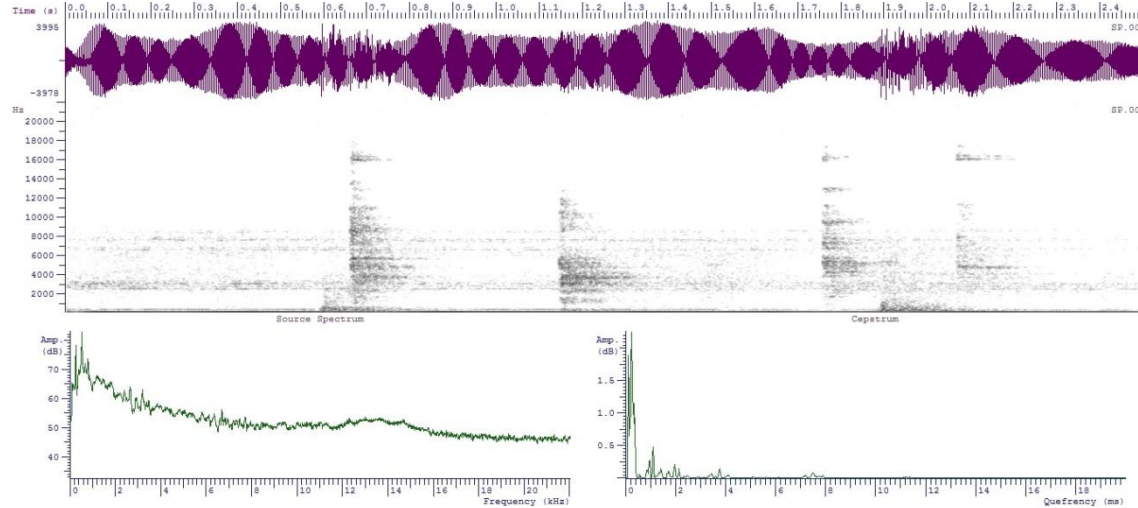 Time (s) 0.0 0.1 0.2 0.3 0.4 0.5 0.6 0.7 0.8 0.9 1.0 1.1 1.2 1.3 1.4 1.5 1.6 1.7 1.8 1.9 2.0 2.1 2.2 2.3 2.4
3995 SP.00
-3978
Hz SP.00
20000
18000
16000
14000
12000
10000
8000
6000
4000
2000
Source Spectrum Cepstrum
Amp. (dB)
70
60
50
40
0 2 4 6 8 10 12 14 16 18 20
Frequency (kHz)
Amp. (dB)
1.5
1.0
0.5
0 2 4 6 8 10 12 14 16 18
Quefrency (ms)